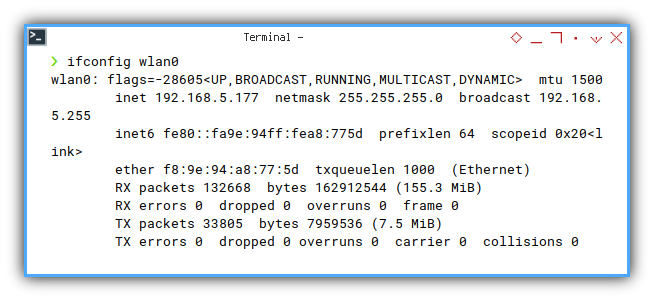 >_
Terminal -
❯ ifconfig wlan0
wlan0: flags=-28605<UP,BROADCAST,RUNNING,MULTICAST,DYNAMIC>  mtu 1500
        inet 192.168.5.177  netmask 255.255.255.0  broadcast 192.168.
5.255
        inet6 fe80::fa9e:94ff:fea8:775d  prefixlen 64  scopeid 0x20<l
ink>
        ether f8:9e:94:a8:77:5d  txqueuelen 1000  (Ethernet)
        RX packets 132668  bytes 162912544 (155.3 MiB)
        RX errors 0  dropped 0  overruns 0  frame 0
        TX packets 33805  bytes 7959536 (7.5 MiB)
        TX errors 0  dropped 0 overruns 0  carrier 0  collisions 0